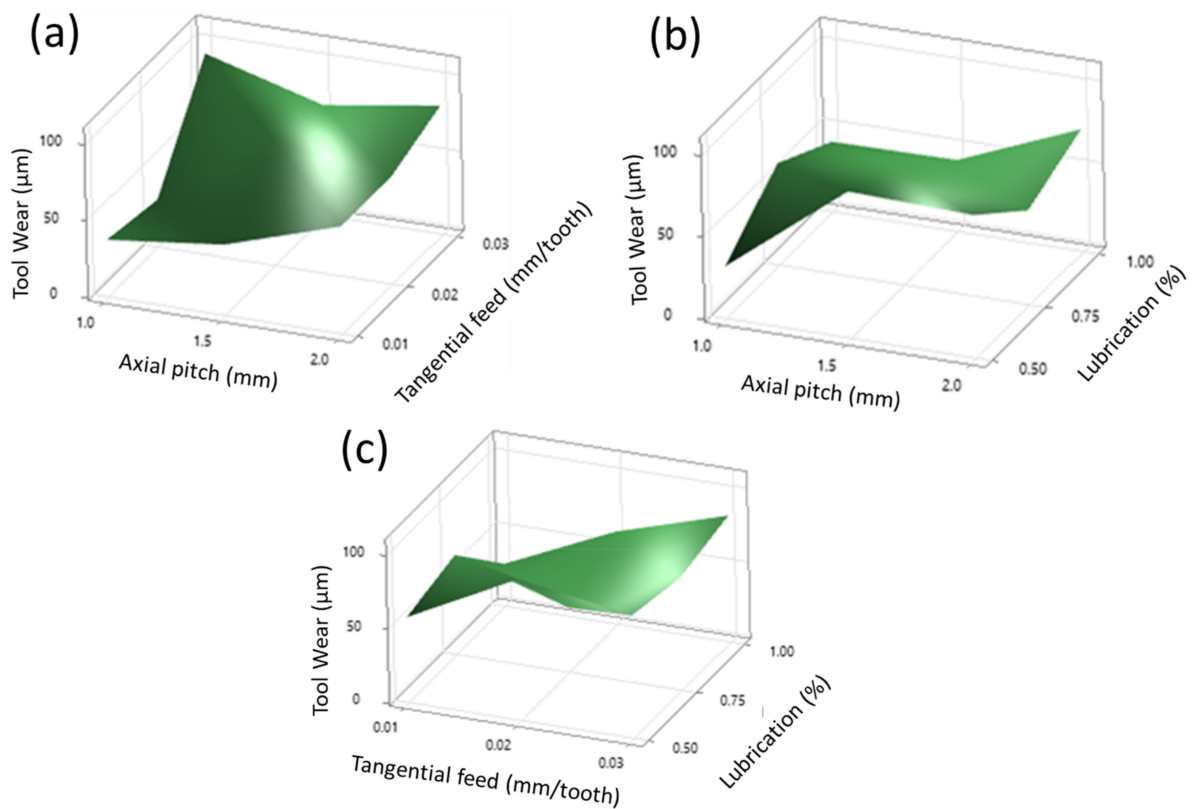 (a)
100
50
0
Tool Wear (µm)
1.0
1.5
2.0
Axial pitch (mm)
0.01
0.02
0.03
Tangential feed (mm/tooth)
(b)
100
50
0
Tool Wear (µm)
1.0
1.5
2.0
Axial pitch (mm)
0.50
0.75
1.00
Lubrication (%)
(c)
100
50
0
Tool Wear (µm)
0.01
0.02
0.03
Tangential feed (mm/tooth)
0.50
0.75
1.00
Lubrication (%)